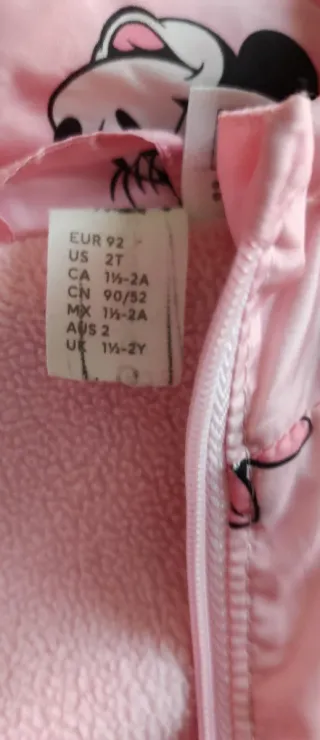 EUR 92
US 2T
CA 1½-2A
CN 90/52
MX 1½-2A
AUS 2
UK 1½-2Y